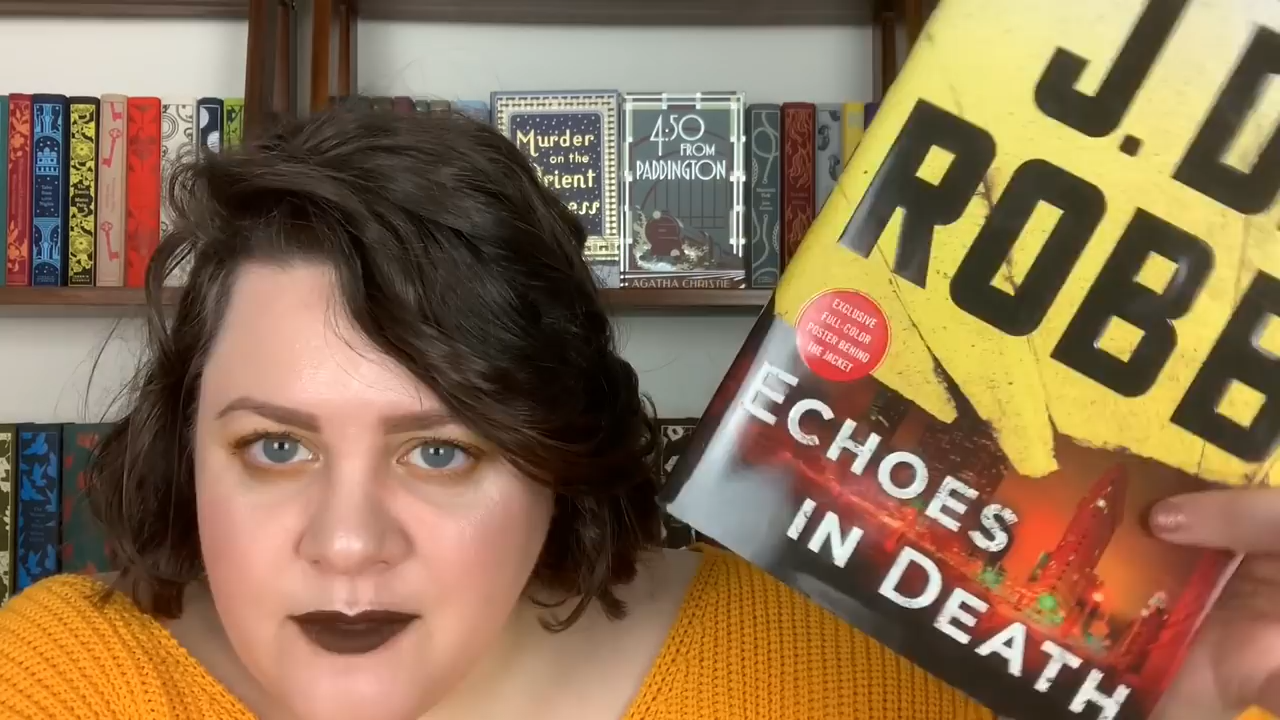 Murder
on the
Orient
4:50
FROM
PADDINGTON
AGATHA CHRISTIE
J.D.
ROBB
EXCLUSIVE
FULL-COLOR
POSTER BEHIND
THE JACKET
ECHOES
IN DEATH